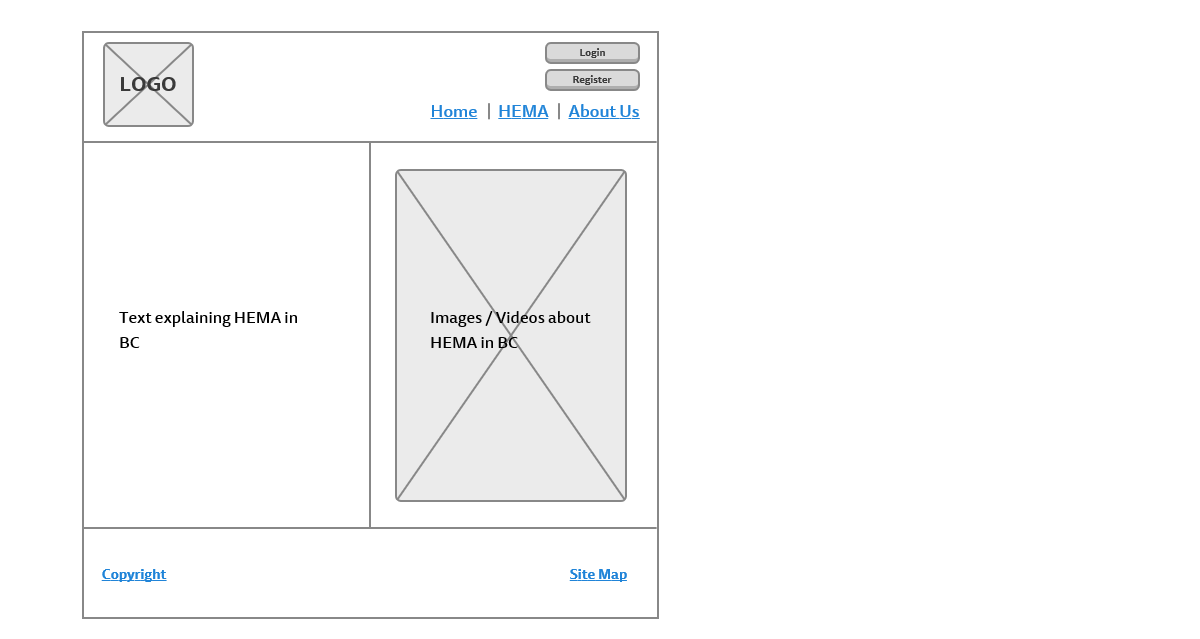 LOGO
Login
Register
Home | HEMA | About Us
Text explaining HEMA in
BC
Images / Videos about
HEMA in BC
Copyright
Site Map